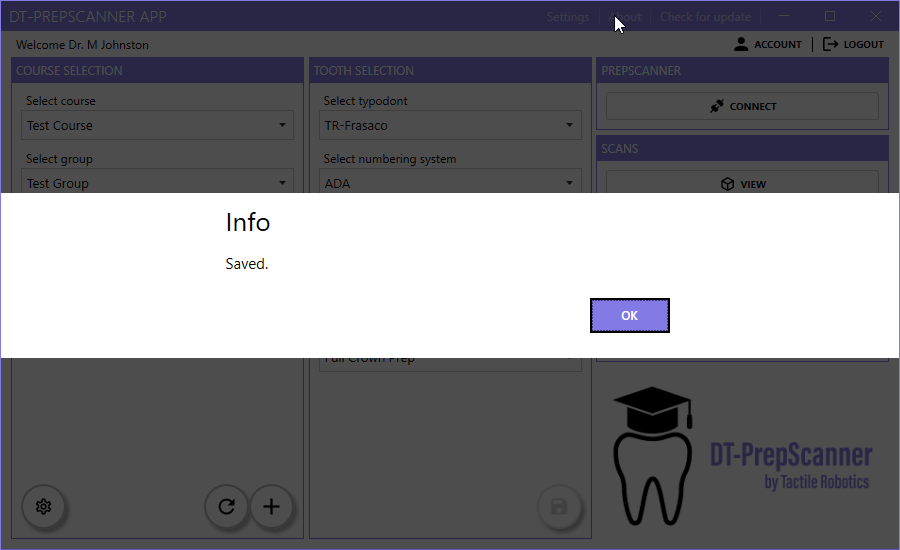 DT-PREPSCANNER APP
Settings
About
Check for update
Welcome Dr. M Johnston
ACCOUNT
LOGOUT
COURSE SELECTION
Select course
Test Course
Select group
Test Group
TOOTH SELECTION
Select typodont
TR-Frasaco
Select numbering system
ADA
PREPSCANNER
CONNECT
SCANS
VIEW
Info
Saved.
OK
Full Crown Prep
DT-PrepScanner
by Tactile Robotics